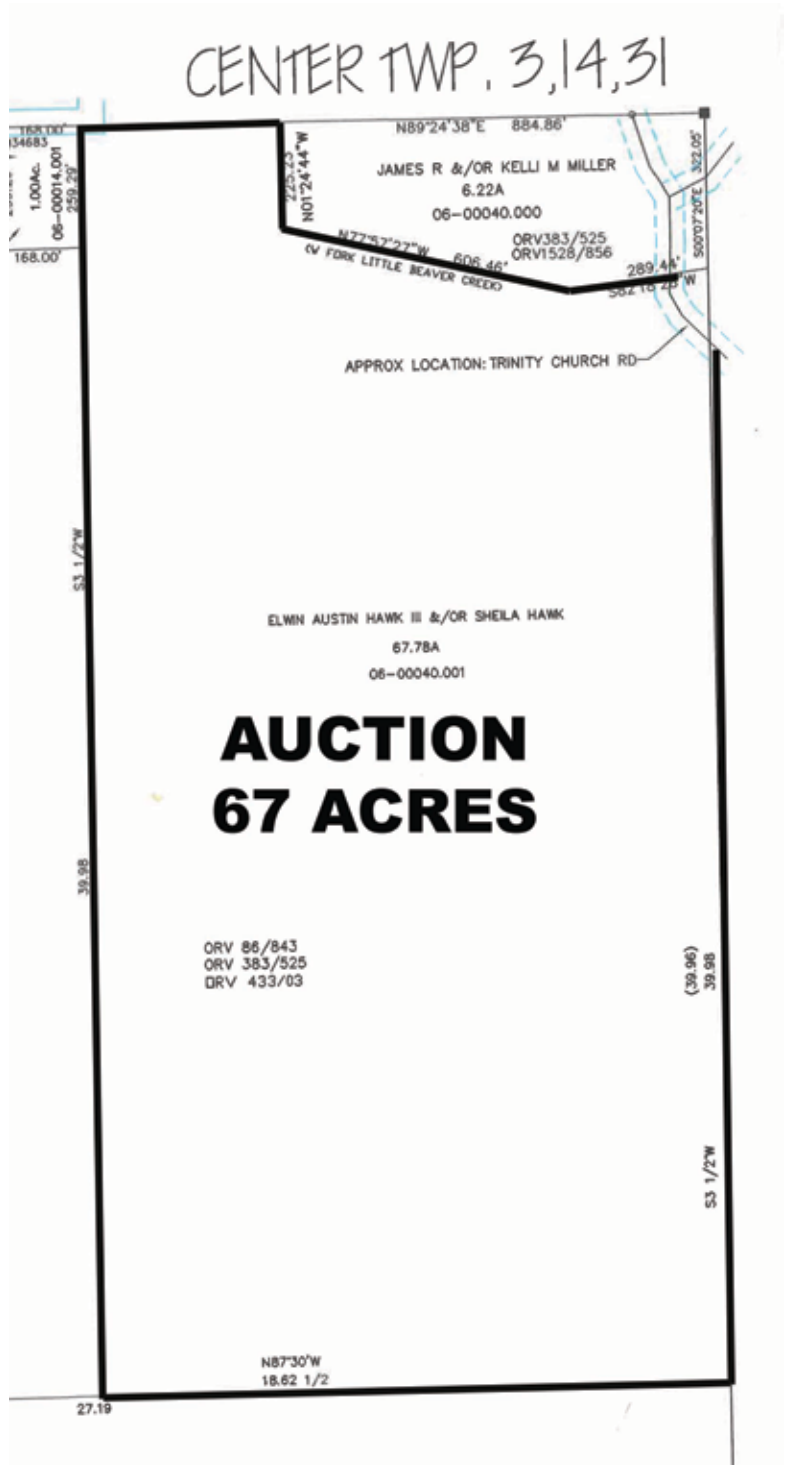 CENTER TWP. 3,14,31
168.00'
34683
1.00Ac.
06-00014.001
259.29'
168.00'
225.23
N01°24'44"W
N89°24'38"E 884.86'
JAMES R &/OR KELLI M MILLER
6.22A
06-00040.000
ORV383/525
ORV1528/856
S00°07'20"E 322.05'
N77°57'27"W 606.46'
(W FORK LITTLE BEAVER CREEK)
289.44'
APPROX LOCATION: TRINITY CHURCH RD
S3 1/2"W
ELWIN AUSTIN HAWK III &/OR SHEILA HAWK
67.78A
06-00040.001
AUCTION
67 ACRES
39.98
ORV 86/843
ORV 383/525
ORV 433/03
(39.96)
39.98
S3 1/2"W
N87°30'W
18.62 1/2
27.19